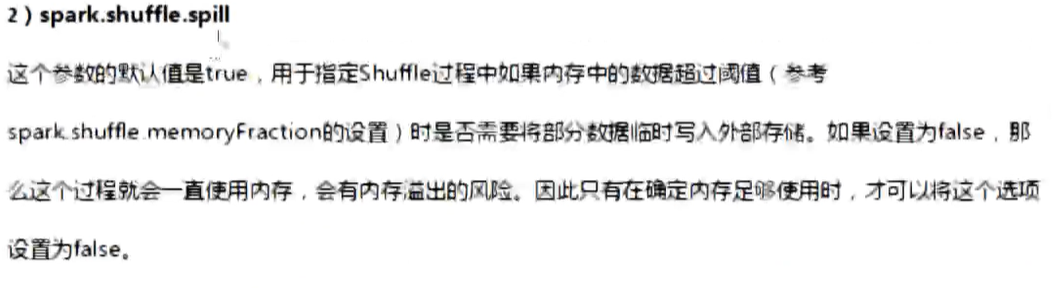 2）spark.shuffle.spill
这个参数的默认值是true，用于指定Shuffle过程中如果内存中的数据超过阈值（参考
spark.shuffle.memoryFraction的设置）时是否需要将部分数据临时写入外部存储。如果设置为false，那
么这个过程就会一直使用内存，会有内存溢出的风险。因此只有在确定内存足够使用时，才可以将这个选项
设置为false。